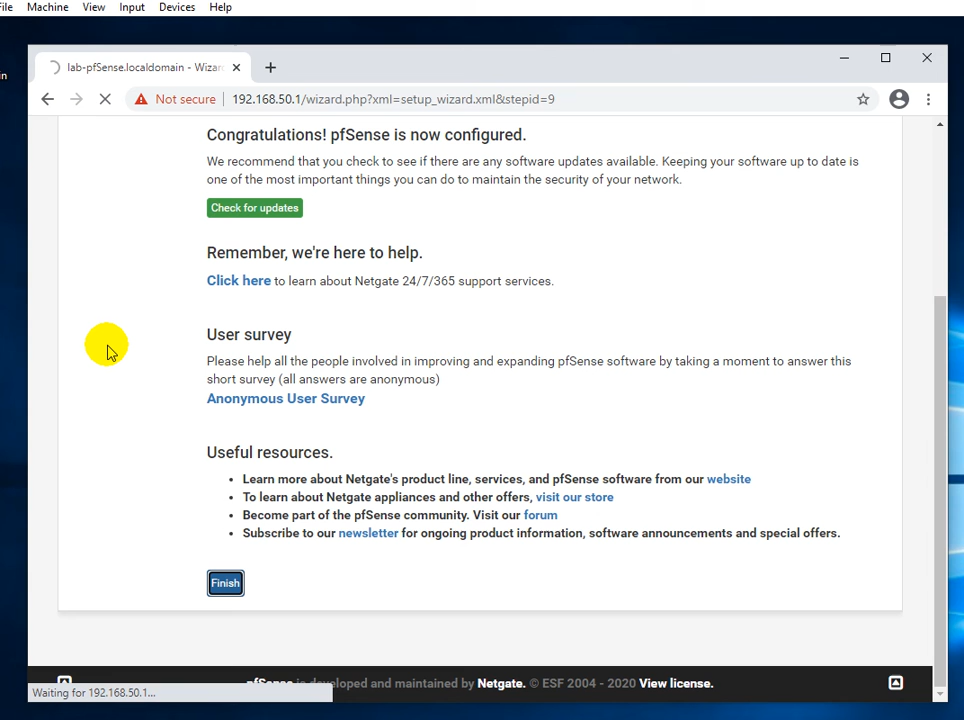 File Machine View Input Devices Help
lab-pfSense.localdomain - Wizar
Not secure 192.168.50.1/wizard.php?xml=setup_wizard.xml&stepid=9
in
Congratulations! pfSense is now configured.
We recommend that you check to see if there are any software updates available. Keeping your software up to date is
one of the most important things you can do to maintain the security of your network.
Check for updates
Remember, we're here to help.
Click here to learn about Netgate 24/7/365 support services.
User survey
Please help all the people involved in improving and expanding pfSense software by taking a moment to answer this
short survey (all answers are anonymous)
Anonymous User Survey
Useful resources.
• Learn more about Netgate's product line, services, and pfSense software from our website
• To learn about Netgate appliances and other offers, visit our store
• Become part of the pfSense community. Visit our forum
• Subscribe to our newsletter for ongoing product information, software announcements and special offers.
Finish
pfSense is developed and maintained by Netgate. © ESF 2004 - 2020 View license.
Waiting for 192.168.50.1...